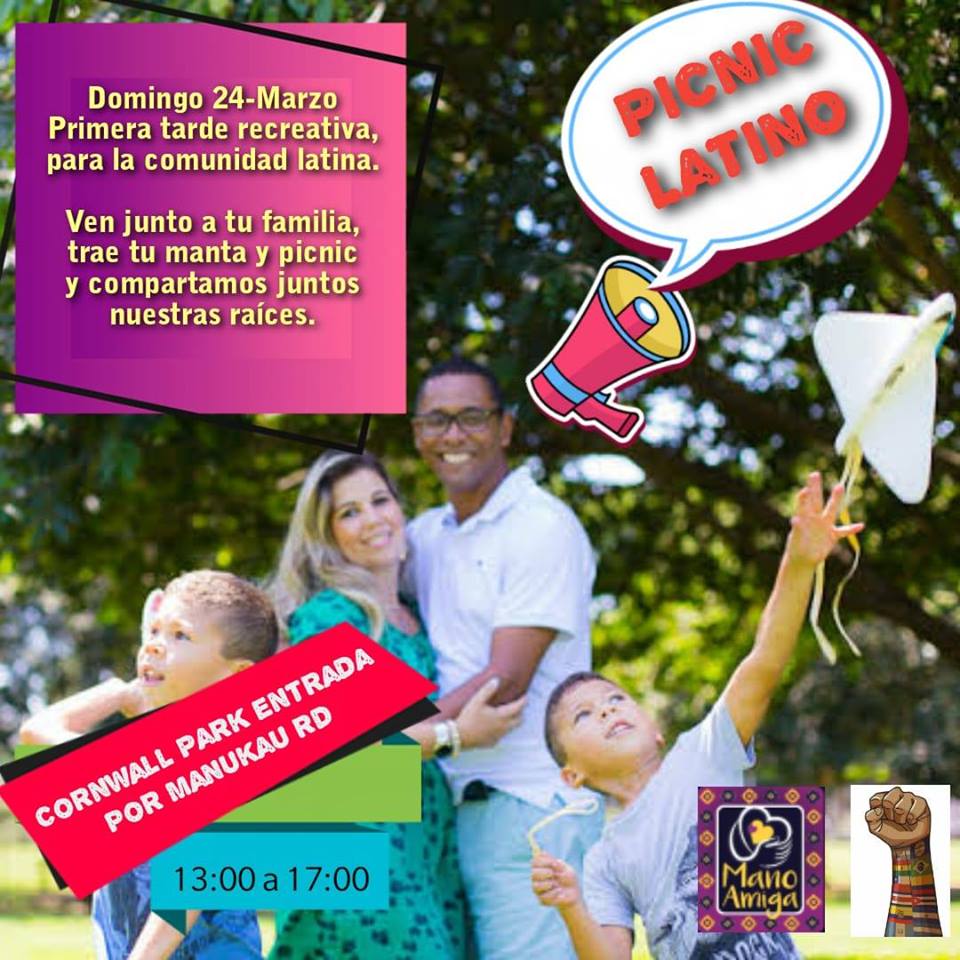 Domingo 24-Marzo
Primera tarde recreativa,
para la comunidad latina.
Ven junto a tu familia,
trae tu manta y picnic
y compartamos juntos
nuestras raíces.
PICNIC
LATINO
CORNWALL PARK ENTRADA
POR MANUKAU RD
13:00 a 17:00
Mano
Amiga